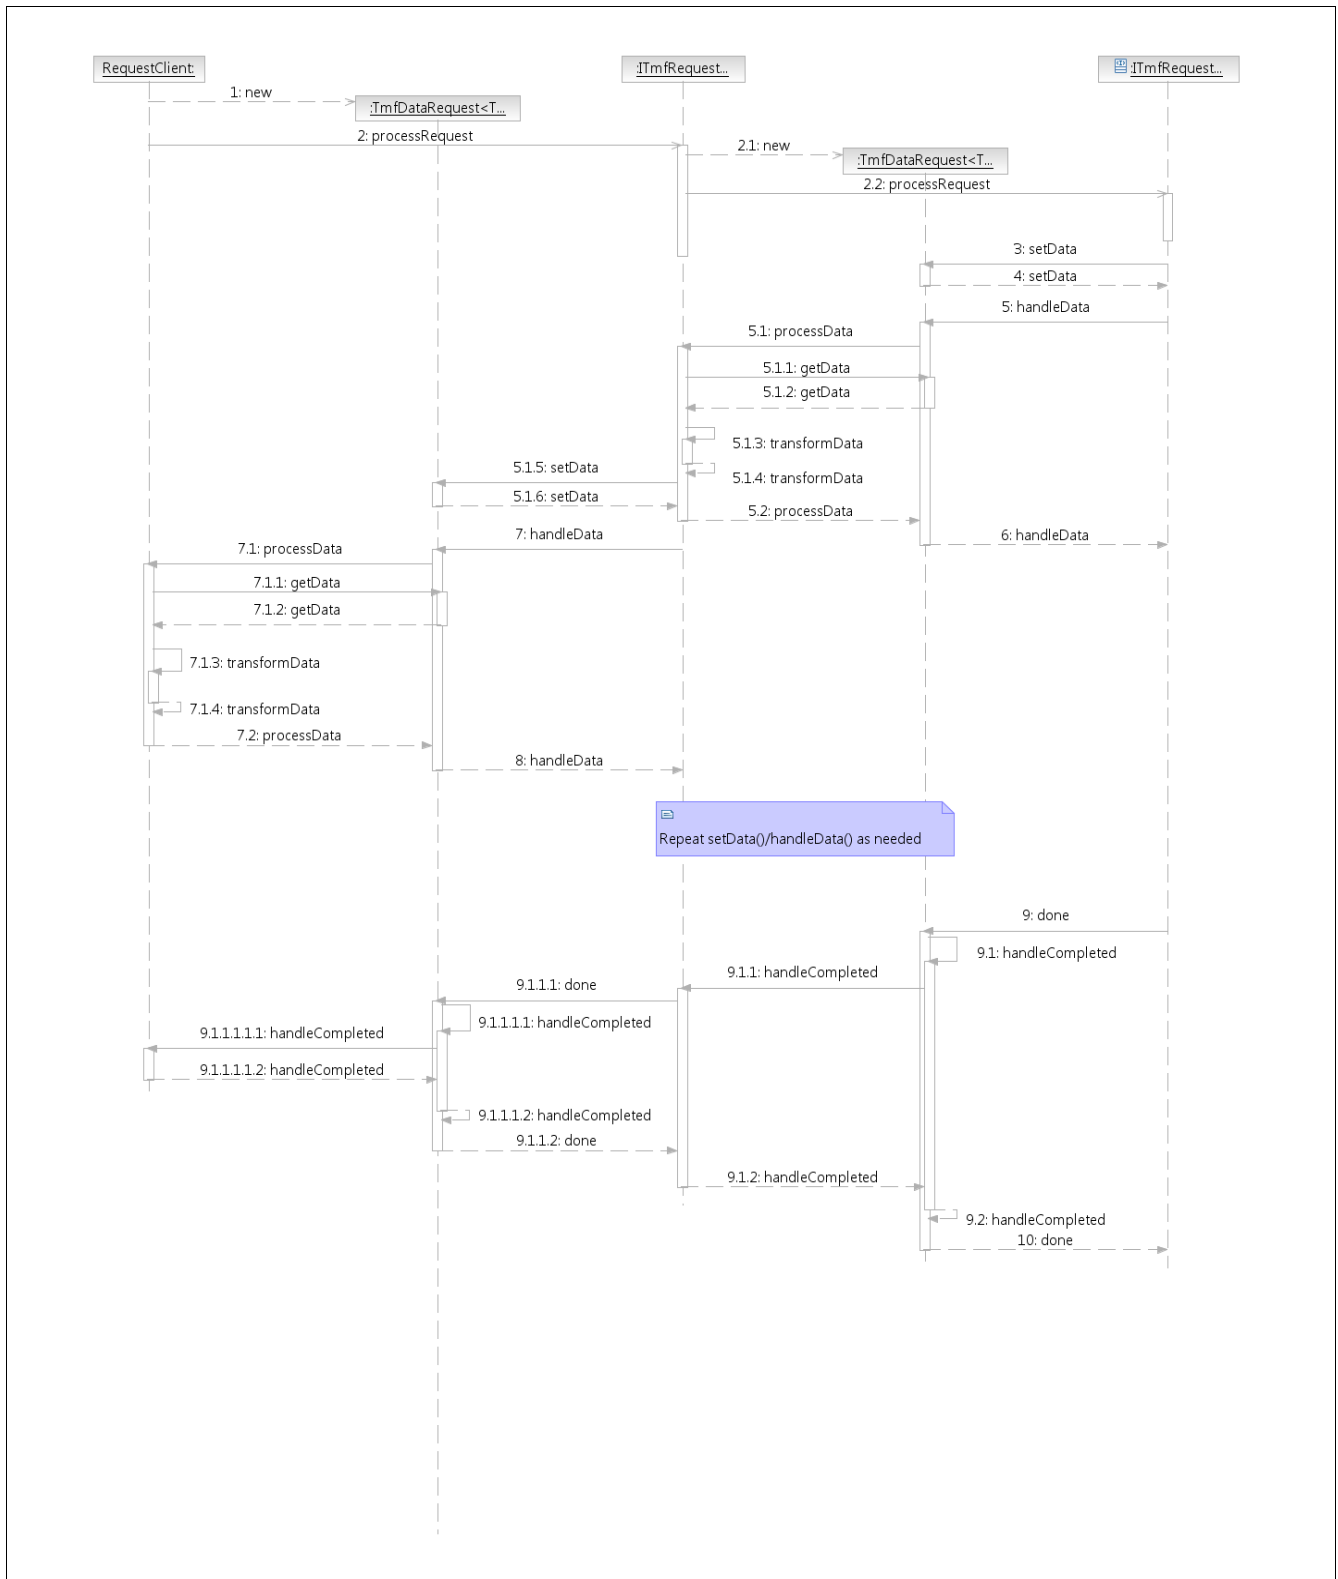 RequestClient:
:ITmfRequest...
:ITmfRequest...
1: new
:TmfDataRequest<T...
2: processRequest
2.1: new
:TmfDataRequest<T...
2.2: processRequest
3: setData
4: setData
5: handleData
5.1: processData
5.1.1: getData
5.1.2: getData
5.1.3: transformData
5.1.5: setData
5.1.4: transformData
5.1.6: setData
5.2: processData
7: handleData
6: handleData
7.1: processData
7.1.1: getData
7.1.2: getData
7.1.3: transformData
7.1.4: transformData
7.2: processData
8: handleData
Repeat setData()/handleData() as needed
9: done
9.1: handleCompleted
9.1.1: handleCompleted
9.1.1.1: done
9.1.1.1.1: handleCompleted
9.1.1.1.1.1: handleCompleted
9.1.1.1.1.2: handleCompleted
9.1.1.1.2: handleCompleted
9.1.1.2: done
9.1.2: handleCompleted
9.2: handleCompleted
10: done